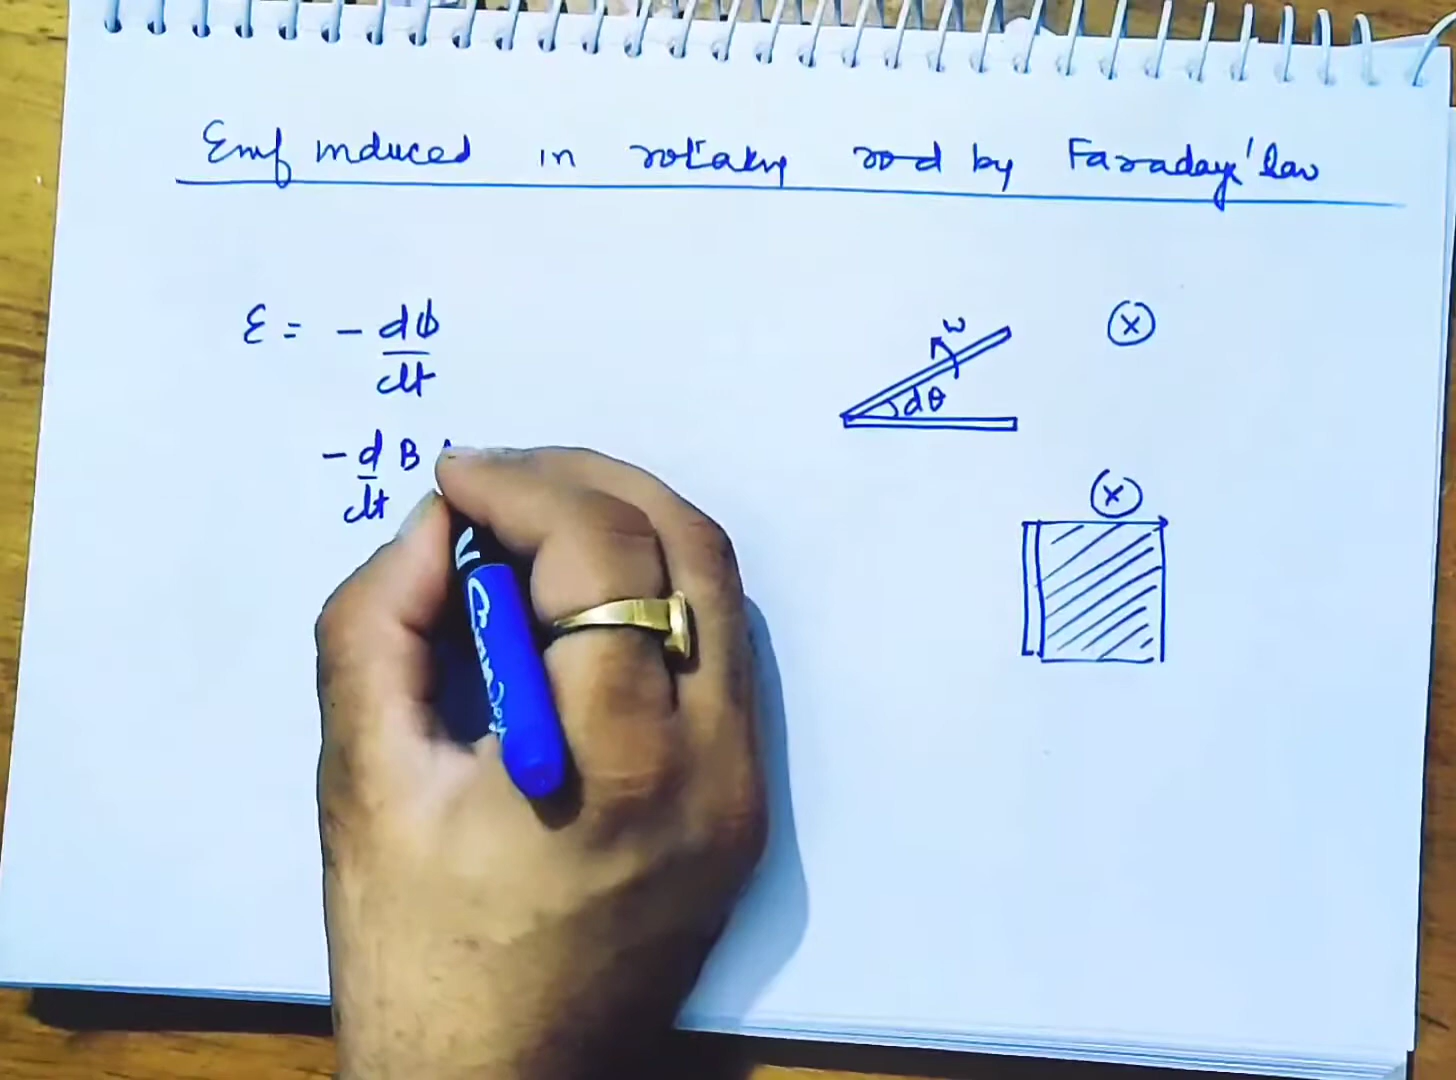 Emf induced in rotating rod by Faraday' law
ε = - dφ
dt
- d B
dt
ω
dθ
x
x